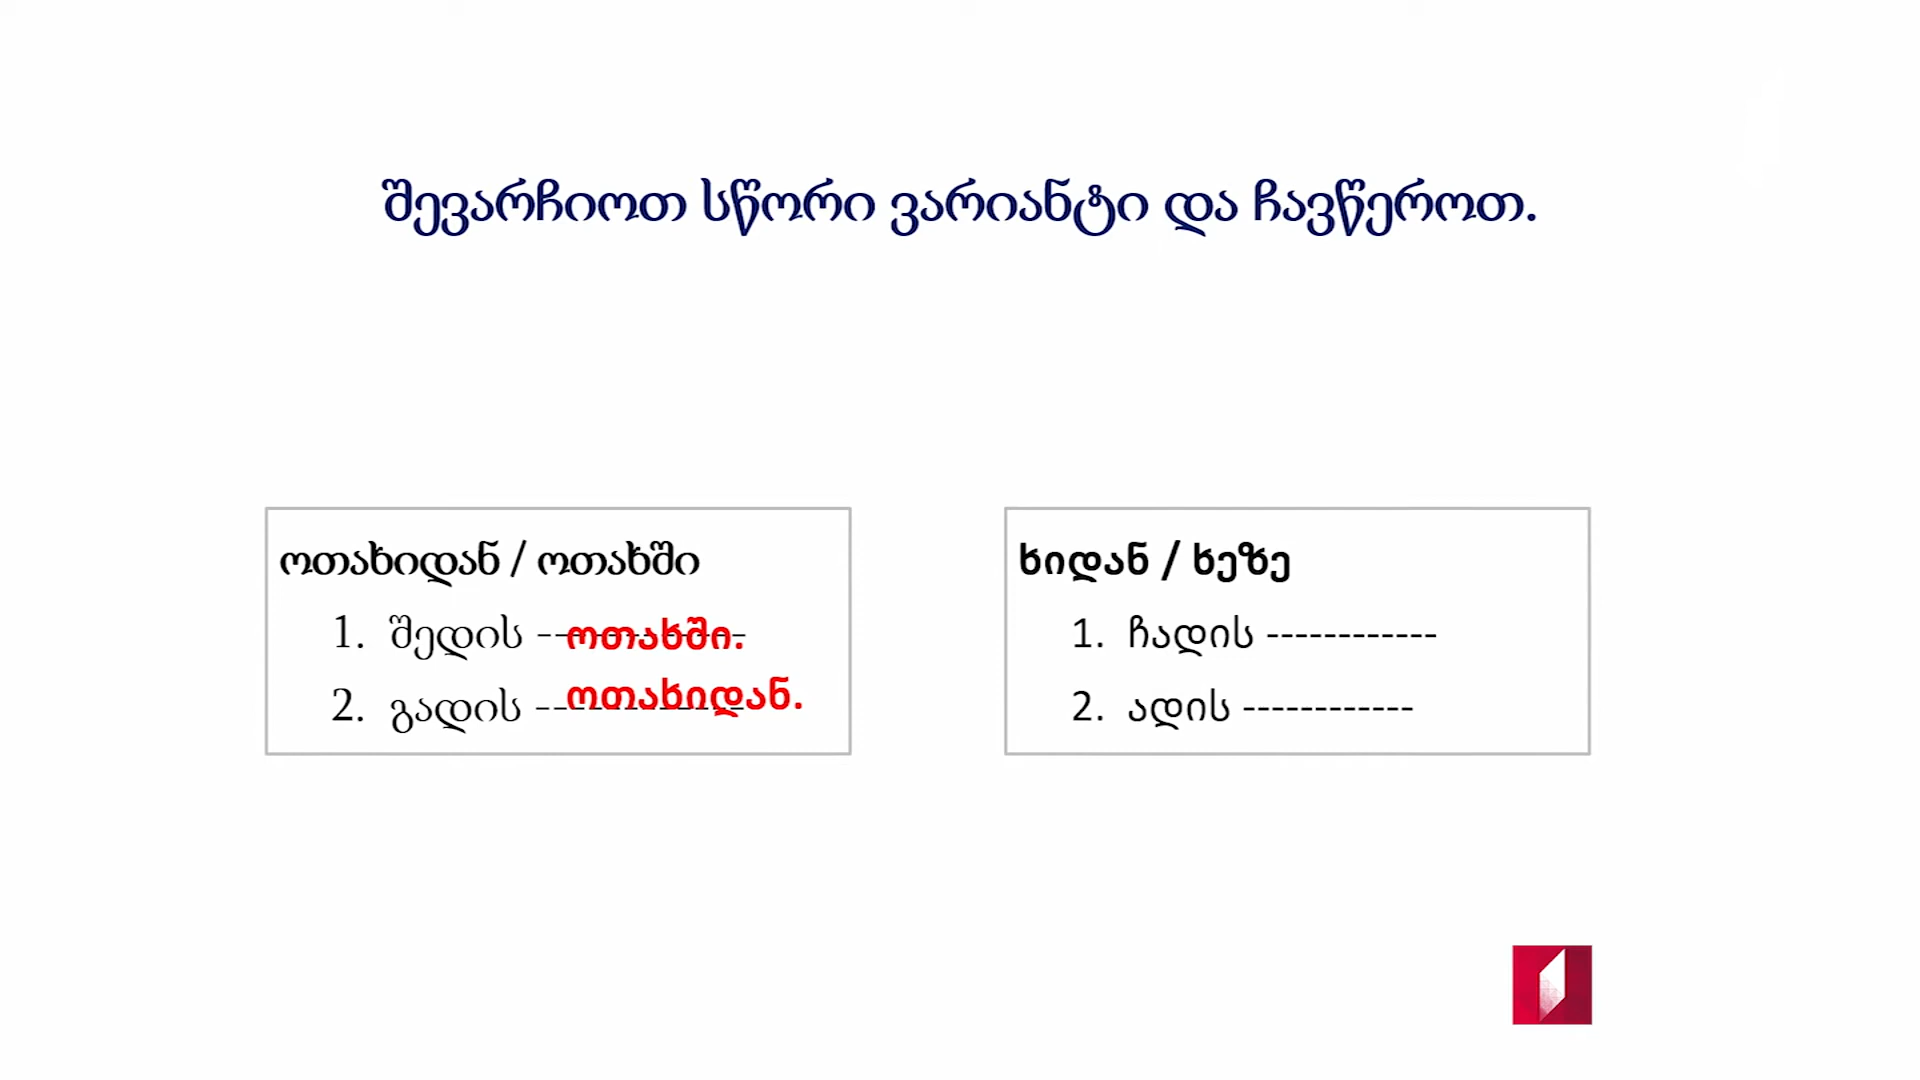 შევარჩიოთ სწორი ვარიანტი და ჩავწეროთ.
ოთახიდან / ოთახში
1. შედის ------------ ოთახში.
2. გადის ------------ ოთახიდან.
ხიდან / ხეზე
1. ჩადის ------------
2. ადის ------------